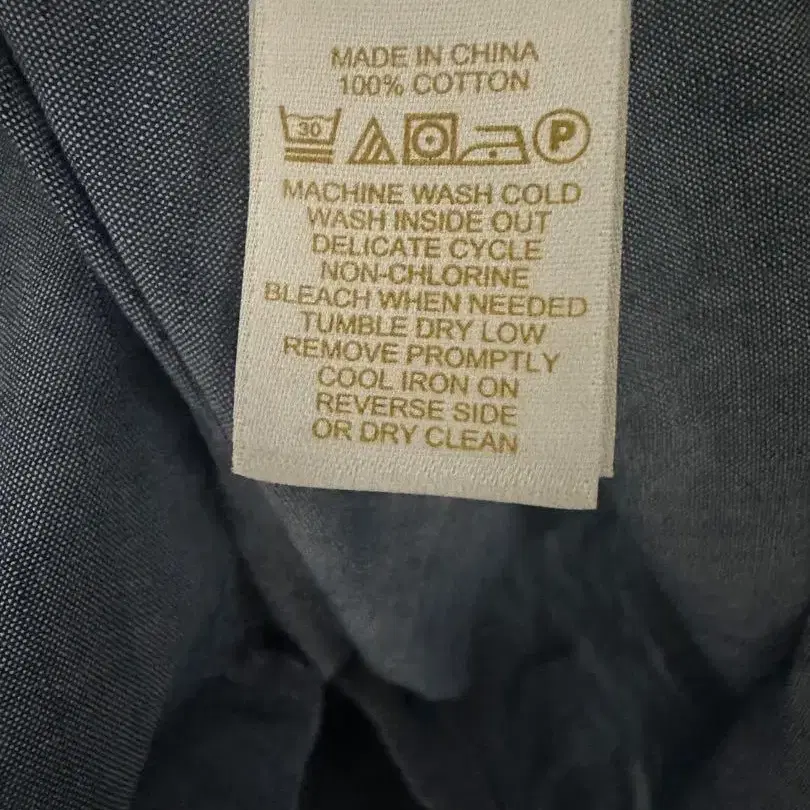 MADE IN CHINA
100% COTTON
30 P
MACHINE WASH COLD
WASH INSIDE OUT
DELICATE CYCLE
NON-CHLORINE
BLEACH WHEN NEEDED
TUMBLE DRY LOW
REMOVE PROMPTLY
COOL IRON ON
REVERSE SIDE
OR DRY CLEAN